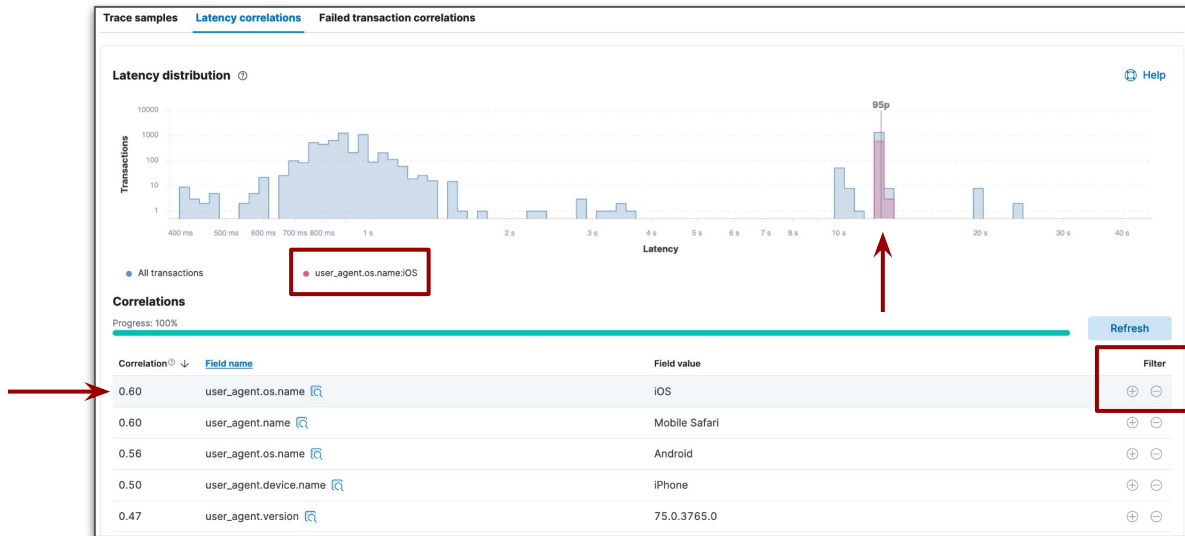 Trace samples Latency correlations Failed transaction correlations
Latency distribution Help
95p
10000
1000
100
10
1
Transactions
400 ms 500 ms 600 ms 700 ms 800 ms 1 s 2 s 3 s 4 s 5 s 6 s 7 s 8 s 10 s 20 s 30 s 40 s
Latency
All transactions user_agent.os.name:iOS
Correlations
Progress: 100%
Refresh
Correlation Field name Field value Filter
0.60 user_agent.os.name iOS
0.60 user_agent.name Mobile Safari
0.56 user_agent.os.name Android
0.50 user_agent.device.name iPhone
0.47 user_agent.version 75.0.3765.0